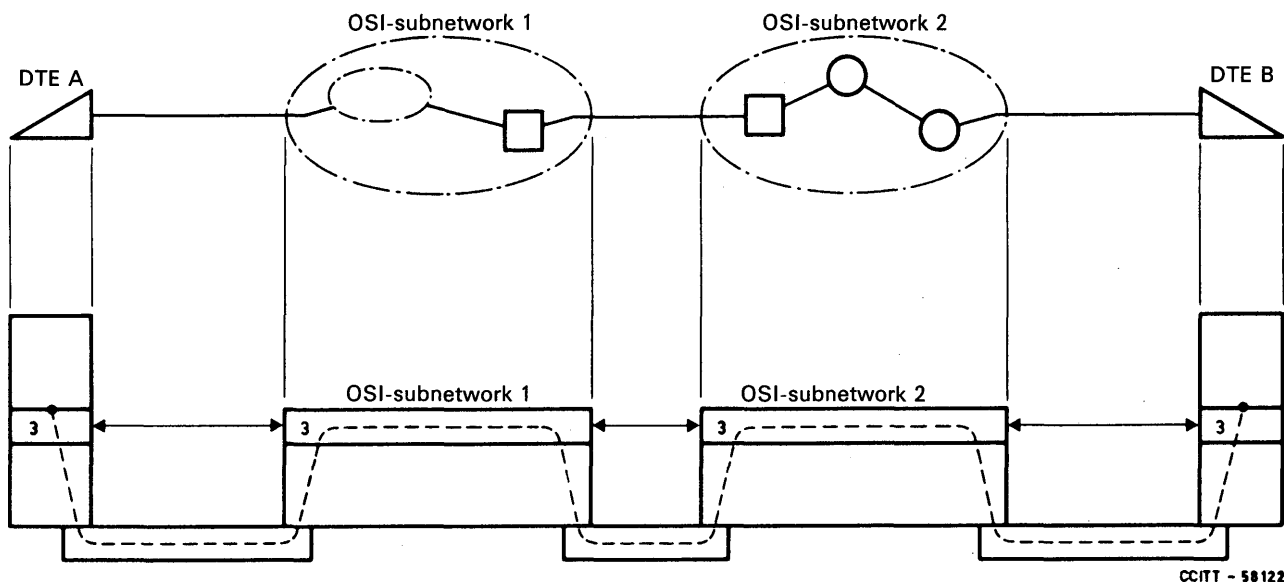 OSI-subnetwork 1
OSI-subnetwork 2
DTE A
DTE B
OSI-subnetwork 1
OSI-subnetwork 2
3
3
3
3
CCITT - 58122